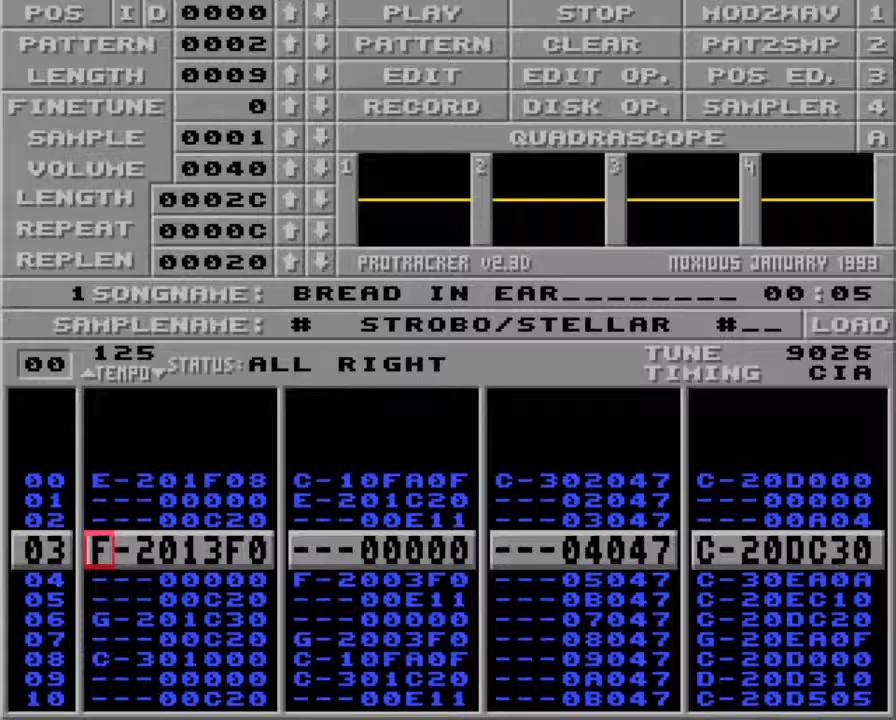 POS I D 0000 PLAY STOP MOD2WAV 1
PATTERN 0002 PATTERN CLEAR PAT2SMP 2
LENGTH 0009 EDIT EDIT OP. POS ED. 3
FINETUNE 0 RECORD DISK OP. SAMPLER 4
SAMPLE 0001 QUADRASCOPE A
VOLUME 0040 1 2 3 4
LENGTH 0002C
REPEAT 0000C
REPLEN 00020 PROTRACKER V2.3D NOXIOUS JANUARY 1993
1 SONGNAME: BREAD IN EAR________ 00:05
SAMPLENAME: # STROBO/STELLAR #__ LOAD
00 125 TEMPO STATUS: ALL RIGHT TUNE 9026
TIMING CIA
00 E-201F08 C-10FA0F C-302047 C-20D000
01 ---00000 E-201C20 ---02047 ---00000
02 ---00C20 ---00E11 ---03047 ---00A04
03 F-2013F0 ---00000 ---04047 C-20DC30
04 ---00000 F-2003F0 ---05047 C-30EA0A
05 ---00C20 ---00E11 ---0B047 C-20EC10
06 G-201C30 ---00000 ---07047 C-20DC20
07 ---00C20 G-2003F0 ---08047 G-20EA0F
08 C-301000 C-10FA0F ---09047 C-20D000
09 ---00000 C-301C20 ---0A047 D-20D310
10 ---00C20 ---00E11 ---0B047 C-20D505